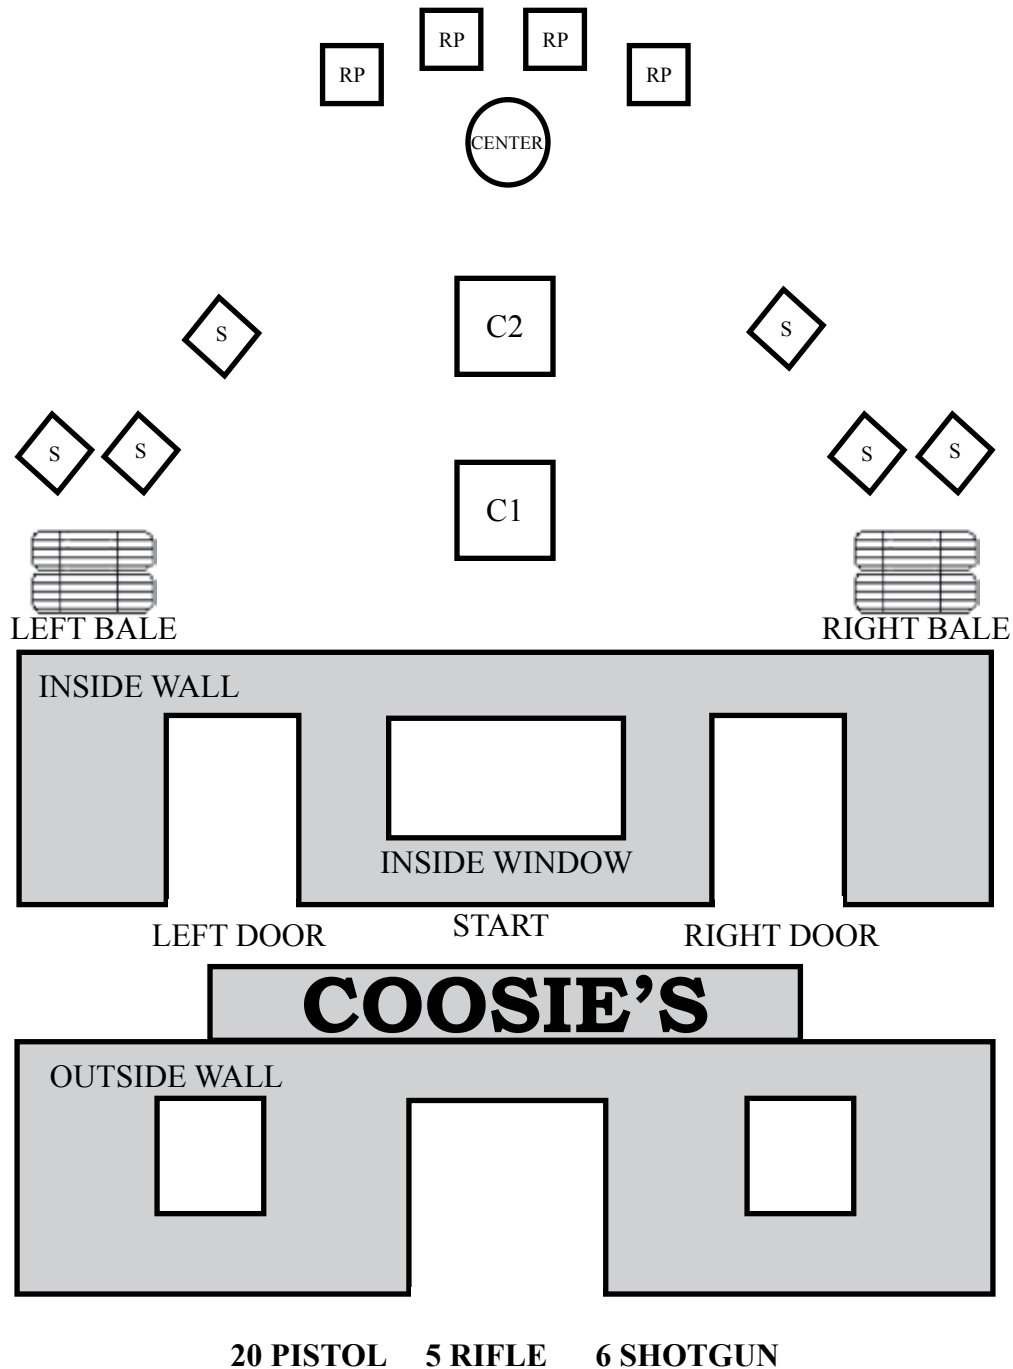 RP RP
RP RP
CENTER
S C2 S
S S S S
C1
LEFT BALE RIGHT BALE
INSIDE WALL
INSIDE WINDOW
START
LEFT DOOR RIGHT DOOR
COOSIE'S
OUTSIDE WALL
20 PISTOL 5 RIFLE 6 SHOTGUN